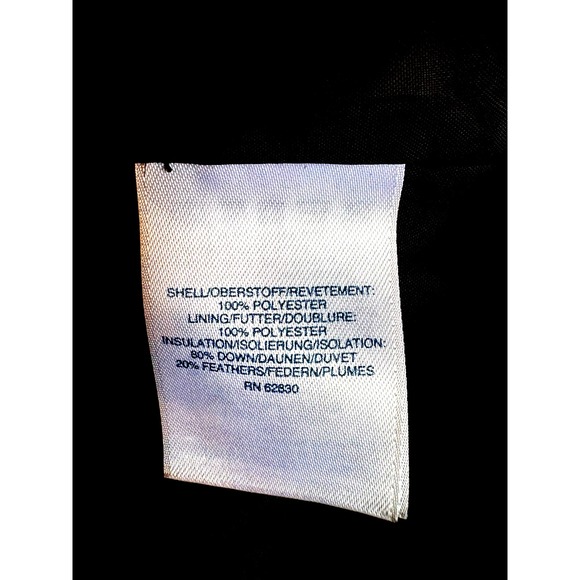 SHELL/OBERSTOFF/REVETEMENT:
100% POLYESTER
LINING/FUTTER/DOUBLURE:
100% POLYESTER
INSULATION/ISOLIERUNG/ISOLATION:
80% DOWN/DAUNEN/DUVET
20% FEATHERS/FEDERN/PLUMES
RN 62830